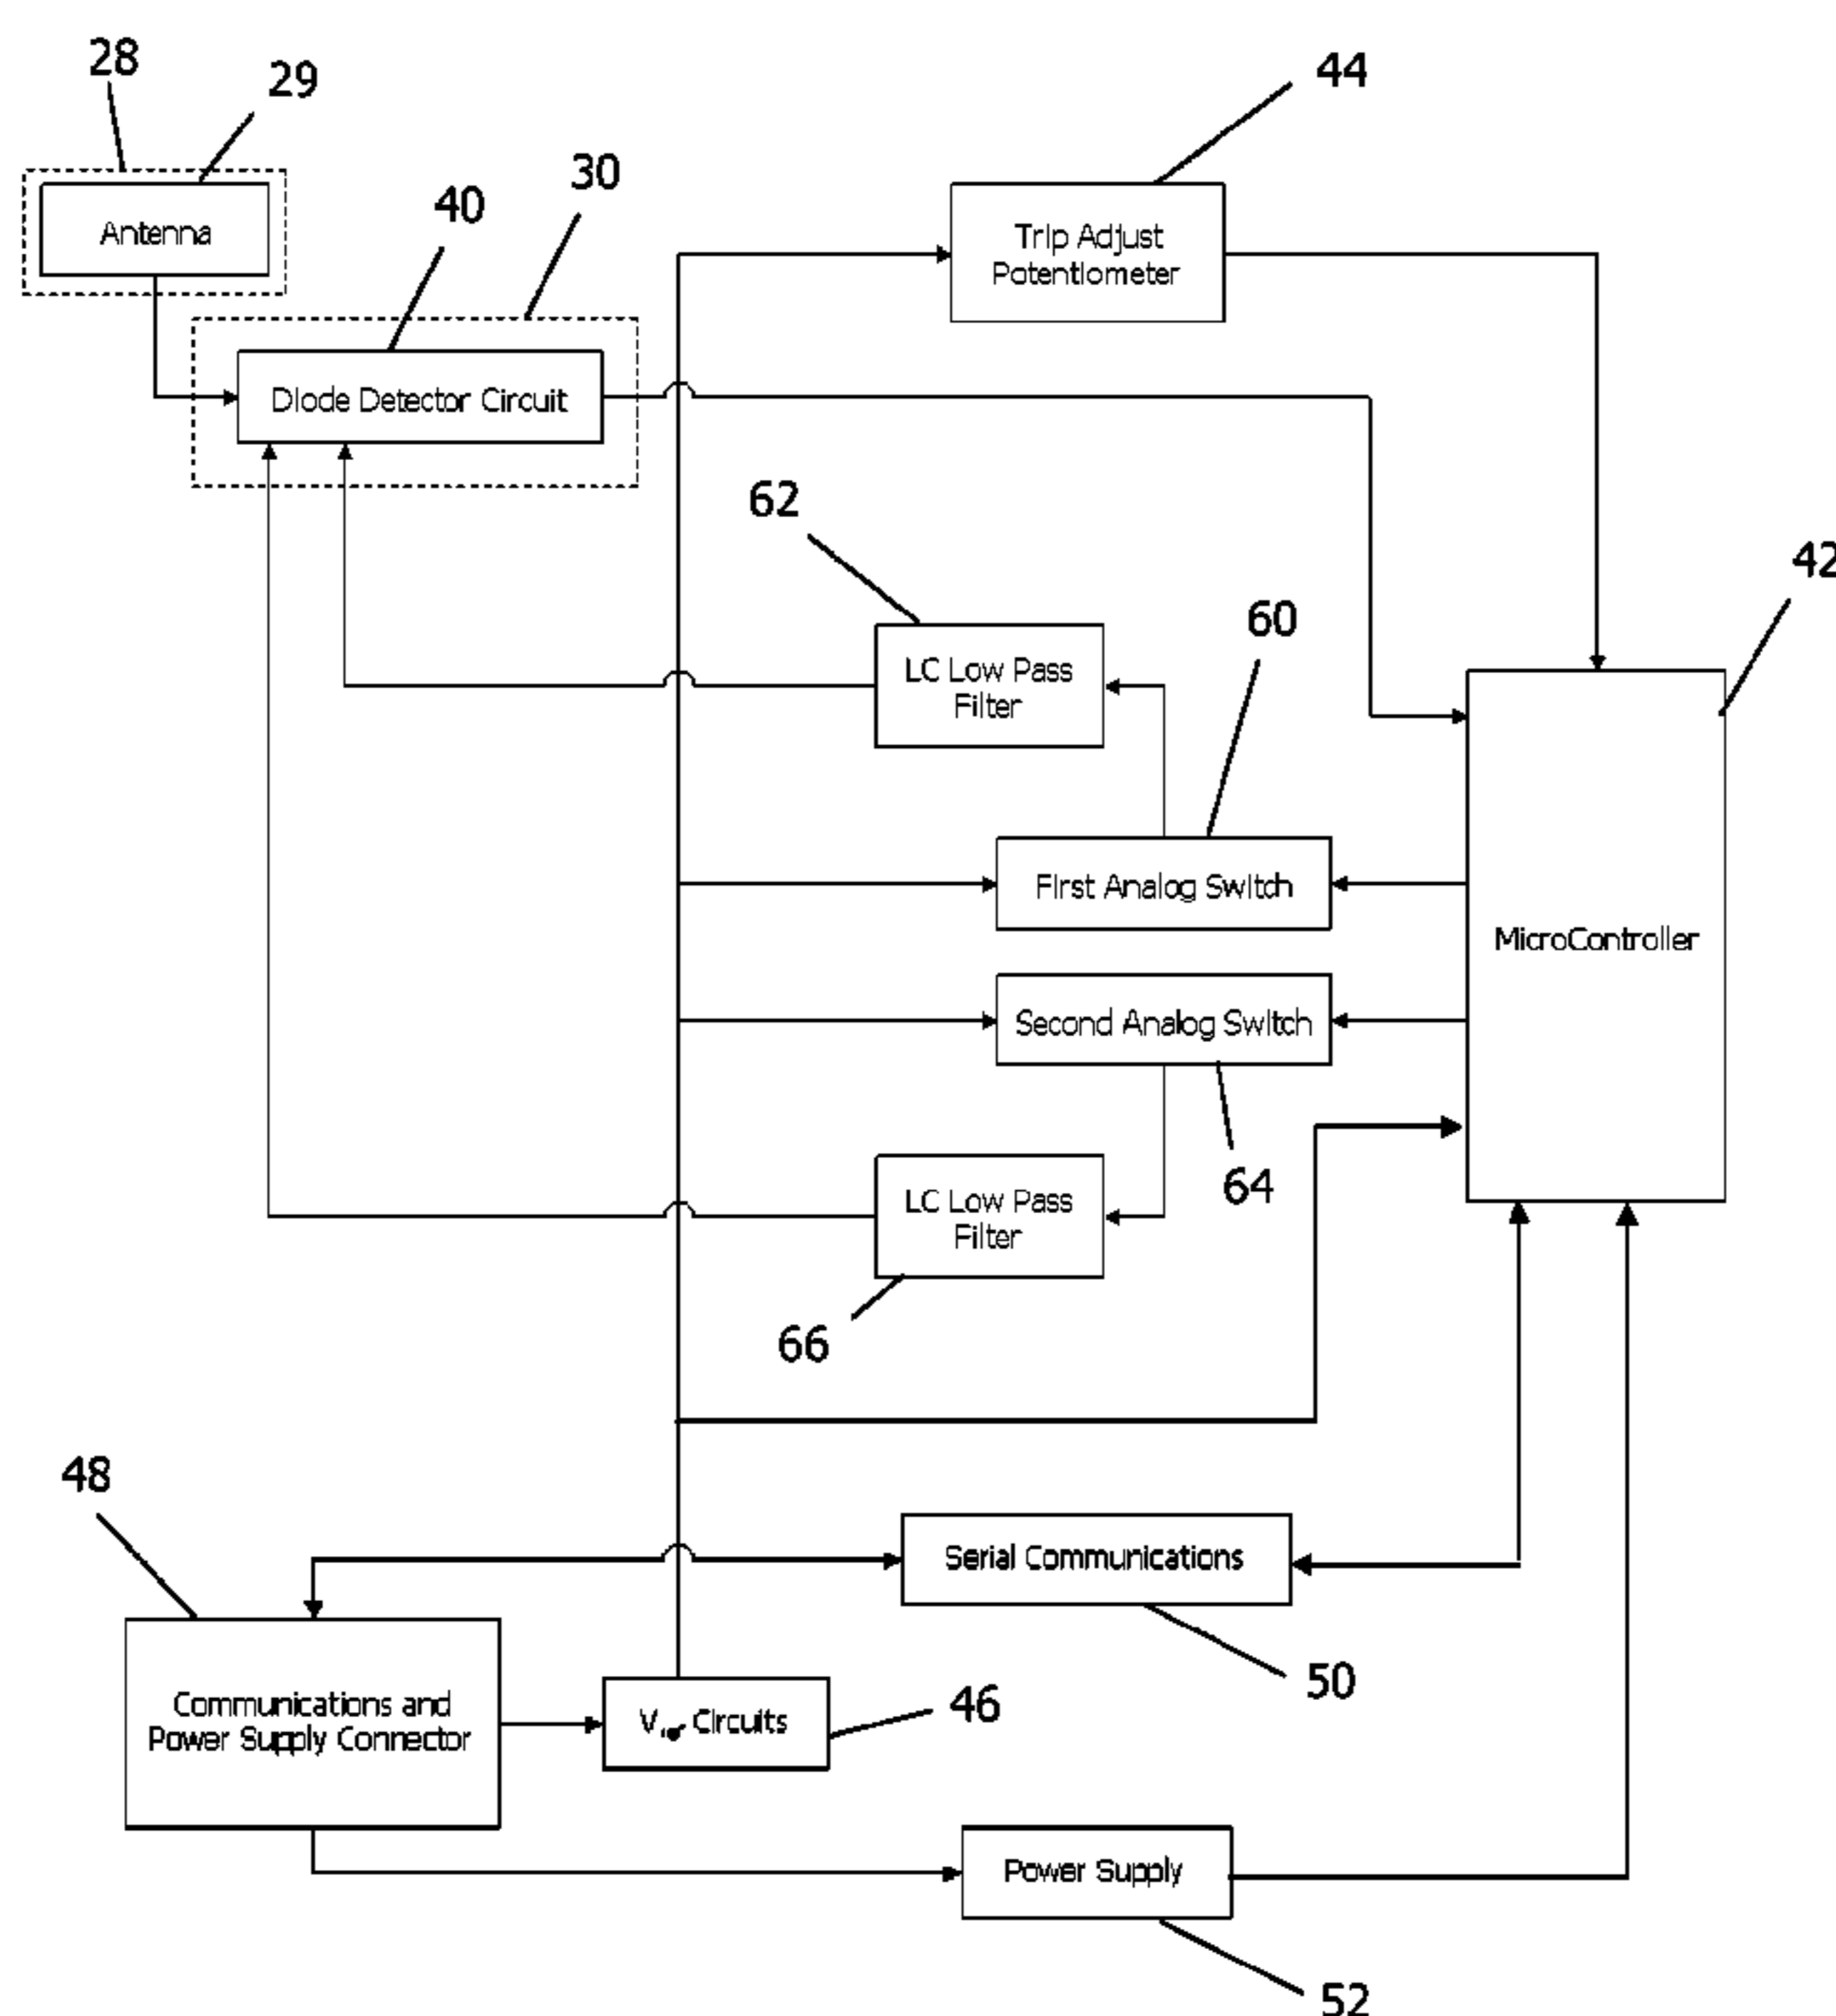 28
29
44
30
40
Antenna
Trip Adjust
Potentiometer
Diode Detector Circuit
62
42
60
LC Low Pass
Filter
First Analog Switch
MicroController
Second Analog Switch
64
LC Low Pass
Filter
66
48
Serial Communications
50
Communications and
Power Supply Connector
Circuits
46
Power Supply
52